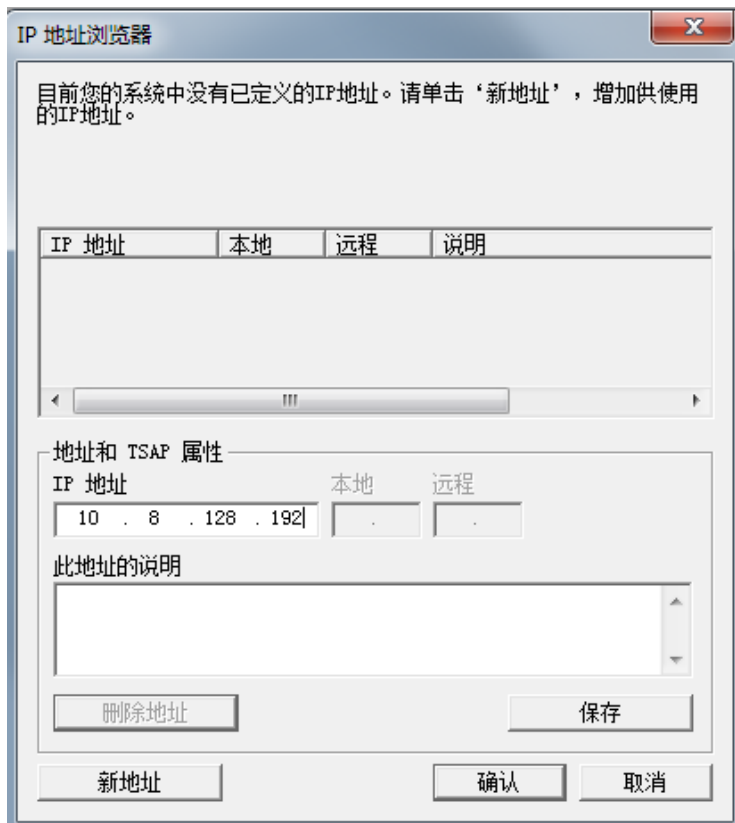 IP 地址浏览器
目前您的系统中没有已定义的IP地址。请单击‘新地址’，增加供使用
的IP地址。
IP 地址 本地 远程 说明
地址和 TSAP 属性
IP 地址 本地 远程
10 . 8 . 128 . 192 . .
此地址的说明
删除地址 保存
新地址 确认 取消